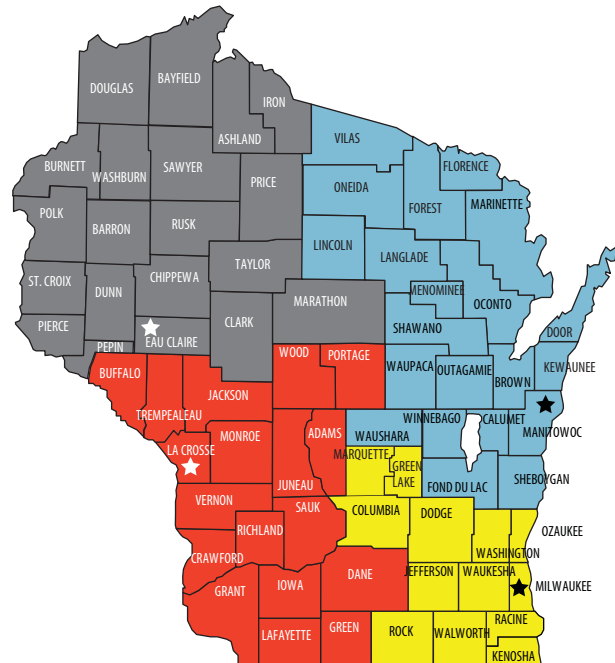 BAYFIELD
DOUGLAS
IRON
ASHLAND
VILAS
BURNETT
WASHBURN
SAWYER
FLORENCE
PRICE
ONEIDA
FOREST
MARINETTE
POLK
BARRON
RUSK
LINCOLN
LANGLADE
TAYLOR
ST. CROIX
DUNN
CHIPPEWA
MENOMINEE
MARATHON
OCONTO
PIERCE
CLARK
SHAWANO
DOOR
PEPIN
EAU CLAIRE
WOOD
PORTAGE
BUFFALO
WAUPACA
OUTAGAMIE
BROWN
KEWAUNEE
JACKSON
TREMPEALEAU
WINNEBAGO
CALUMET
MANITOWOC
MONROE
ADAMS
WAUSHARA
LA CROSSE
MARQUETTE
GREEN
LAKE
JUNEAU
FOND DU LAC
SHEBOYGAN
VERNON
SAUK
COLUMBIA
DODGE
OZAUKEE
RICHLAND
WASHINGTON
CRAWFORD
JEFFERSON
WAUKESHA
DANE
MILWAUKEE
GRANT
IOWA
RACINE
LAFAYETTE
GREEN
ROCK
WALWORTH
KENOSHA